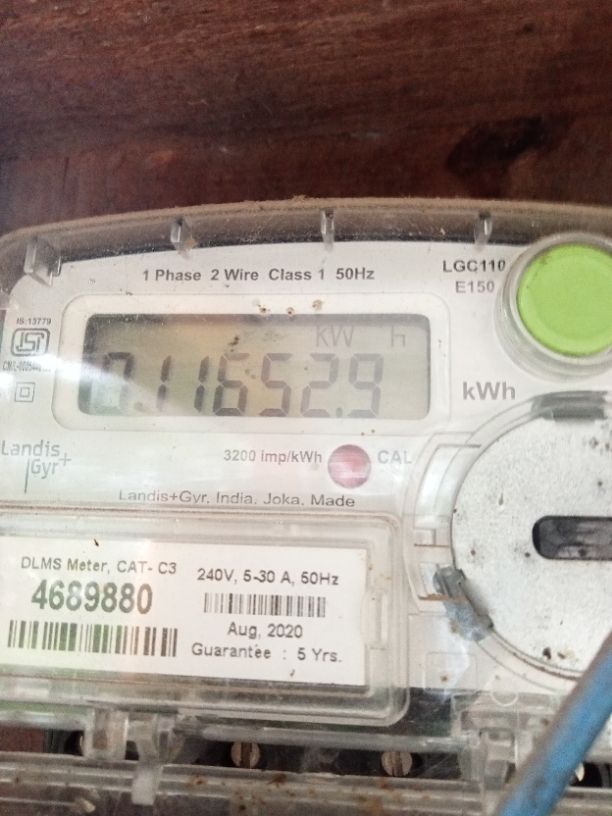 1 Phase 2 Wire Class 1 50Hz
LGC110
E150
IS:13779
ISI
kW h
11652.9
kWh
Landis
Gyr+
3200 imp/kWh
CAL
Landis+Gyr, India, Joka, Made
DLMS Meter, CAT- C3
4689880
240V, 5-30 A, 50Hz
Aug, 2020
Guarantee : 5 Yrs.